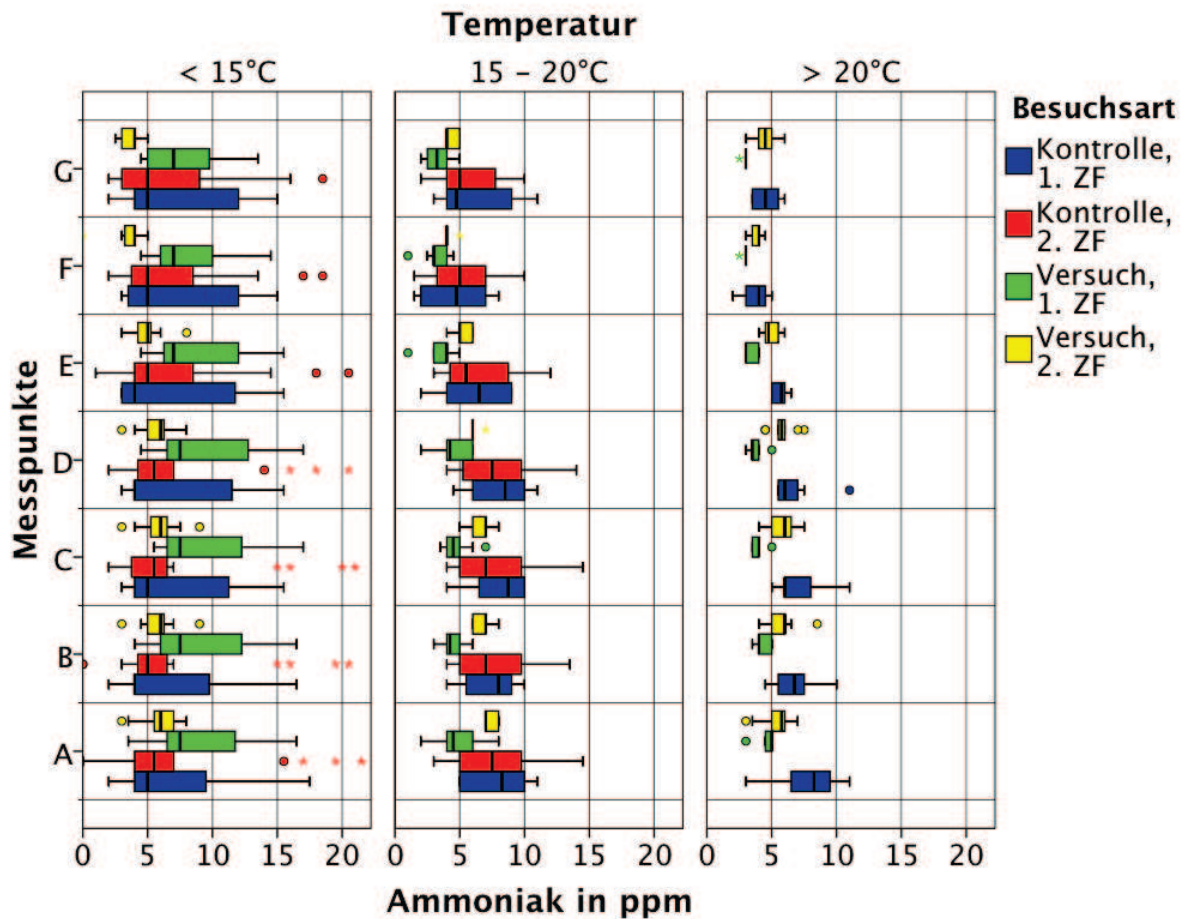 Temperatur
< 15°C
15 – 20°C
> 20°C
Besuchsart
Kontrolle,
1. ZF
Kontrolle,
2. ZF
Versuch,
1. ZF
Versuch,
2. ZF
Messpunkte
G
F
E
D
C
B
A
0 5 10 15 20
0 5 10 15 20
0 5 10 15 20
Ammoniak in ppm